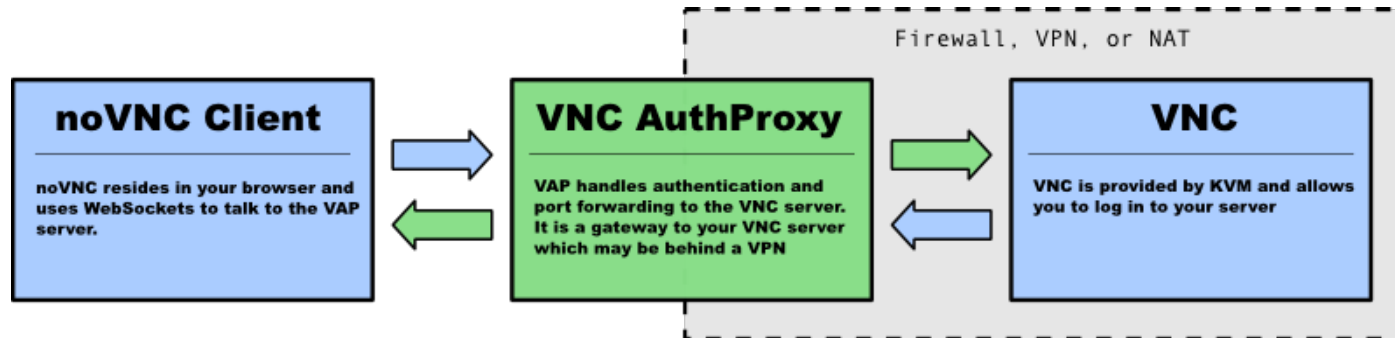 Firewall, VPN, or NAT
noVNC Client
noVNC resides in your browser and
uses WebSockets to talk to the VAP
server.
VNC AuthProxy
VAP handles authentication and
port forwarding to the VNC server.
It is a gateway to your VNC server
which may be behind a VPN
VNC
VNC is provided by KVM and allows
you to log in to your server